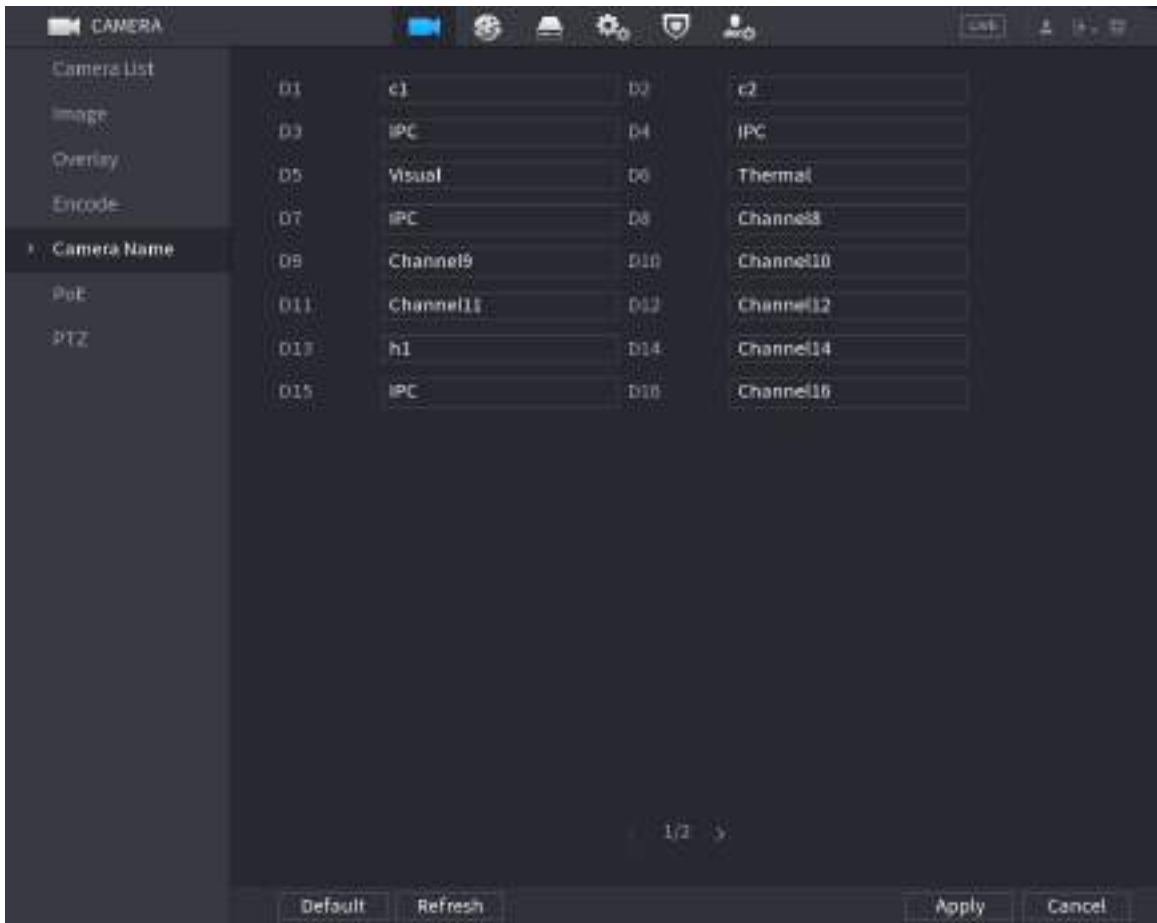 CAMERA LIVE
Camera List
Image
Overlay
Encode
Camera Name
PoE
PTZ
D1 c1 D2 c2
D3 IPC D4 IPC
D5 Visual D6 Thermal
D7 IPC D8 Channel8
D9 Channel9 D10 Channel10
D11 Channel11 D12 Channel12
D13 h1 D14 Channel14
D15 IPC D16 Channel16
1/2
Default Refresh Apply Cancel